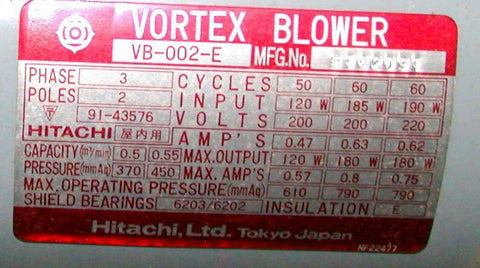 VORTEX BLOWER
VB-002-E MFG.No.
PHASE 3 CYCLES 50 60 60
POLES 2 INPUT 120 W 185 W 190 W
91-43576 VOLTS 200 200 220
HITACHI 屋内用 AMP'S 0.47 0.63 0.62
CAPACITY (m³/min) 0.5 0.55 MAX. OUTPUT 120 W 180 W 180 W
PRESSURE (mmAq) 370 450 MAX. AMP'S 0.57 0.8 0.75
MAX. OPERATING PRESSURE (mmAq) 610 790 790
SHIELD BEARINGS 6203/6202 INSULATION E
Hitachi, Ltd. Tokyo Japan
NF22477